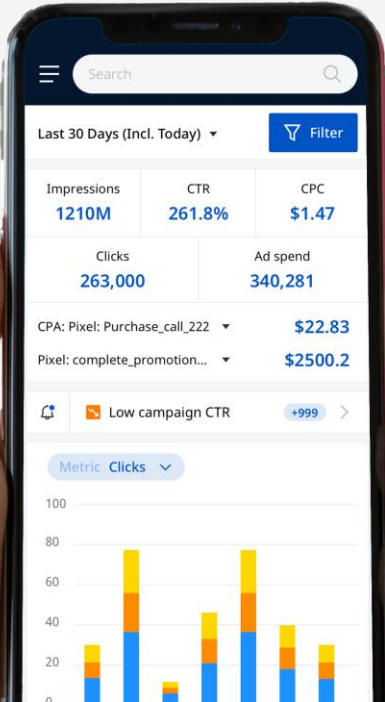 Search
Last 30 Days (Incl. Today)
Filter
Impressions CTR CPC
1210M 261.8% $1.47
Clicks Ad spend
263,000 340,281
CPA: Pixel: Purchase_call_222 $22.83
Pixel: complete_promotion... $2500.2
Low campaign CTR +999
Metric Clicks
100
80
60
40
20
0